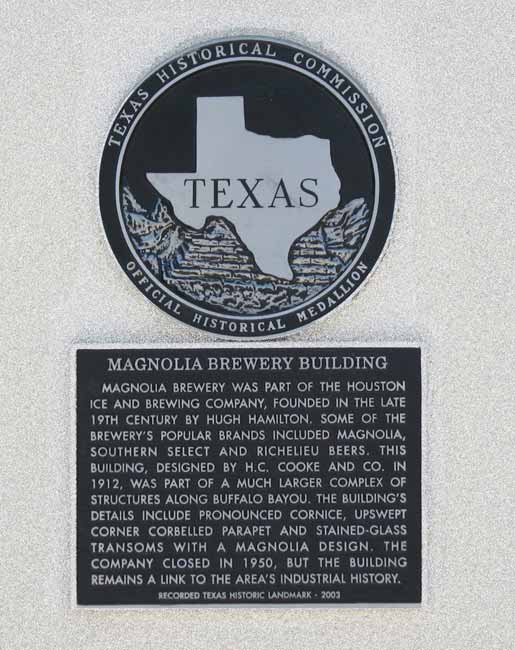 TEXAS HISTORICAL COMMISSION
TEXAS
OFFICIAL HISTORICAL MEDALLION
MAGNOLIA BREWERY BUILDING
MAGNOLIA BREWERY WAS PART OF THE HOUSTON
ICE AND BREWING COMPANY, FOUNDED IN THE LATE
19TH CENTURY BY HUGH HAMILTON. SOME OF THE
BREWERY'S POPULAR BRANDS INCLUDED MAGNOLIA,
SOUTHERN SELECT AND RICHELIEU BEERS. THIS
BUILDING, DESIGNED BY H.C. COOKE AND CO. IN
1912, WAS PART OF A MUCH LARGER COMPLEX OF
STRUCTURES ALONG BUFFALO BAYOU. THE BUILDING'S
DETAILS INCLUDE PRONOUNCED CORNICE, UPSWEPT
CORNER CORBELLED PARAPET AND STAINED-GLASS
TRANSOMS WITH A MAGNOLIA DESIGN. THE
COMPANY CLOSED IN 1950, BUT THE BUILDING
REMAINS A LINK TO THE AREA'S INDUSTRIAL HISTORY.
RECORDED TEXAS HISTORIC LANDMARK - 2003